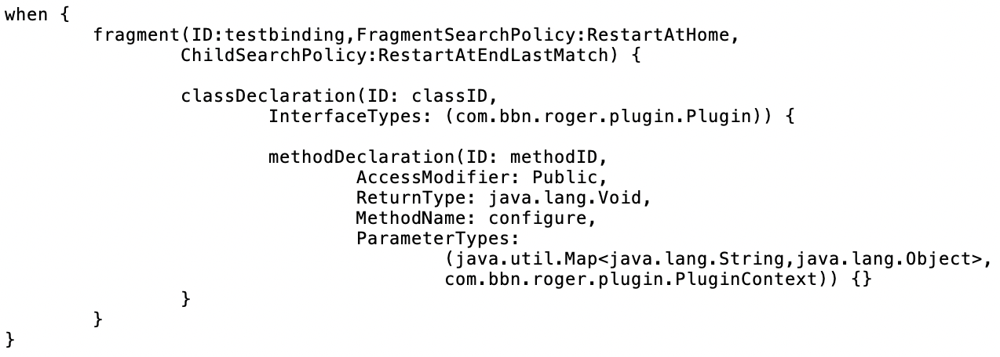 when {
fragment(ID:testbinding,FragmentSearchPolicy:RestartAtHome,
ChildSearchPolicy:RestartAtEndLastMatch) {
classDeclaration(ID: classID,
InterfaceTypes: (com.bbn.roger.plugin.Plugin)) {
methodDeclaration(ID: methodID,
AccessModifier: Public,
ReturnType: java.lang.Void,
MethodName: configure,
ParameterTypes:
(java.util.Map<java.lang.String,java.lang.Object>,
com.bbn.roger.plugin.PluginContext)) {}
}
}
}